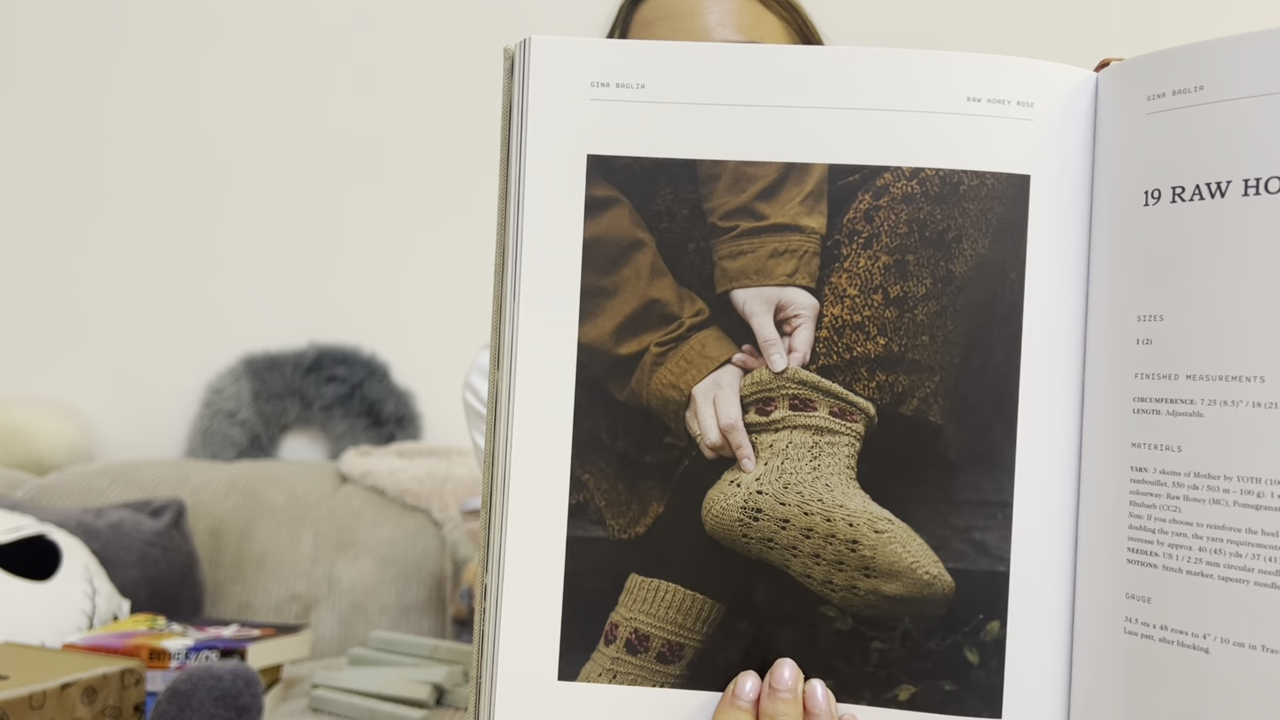 GINA BAGLIA
RAW HONEY ROSE
GINA BAGLIA
19 RAW HO
SIZES
1 (2)
FINISHED MEASUREMENTS
CIRCUMFERENCE: 7.25 (8.5)" / 18 (21
LENGTH: Adjustable.
MATERIALS
YARN: 3 skeins of Mother by YOTH (10
rambouillet, 550 yds / 503 m – 100 g). 1
colourway: Raw Honey (MC), Pomegrana
Rhubarb (CC2).
Note: If you choose to reinforce the heel
doubling the yarn, the yarn requirement
increase by approx. 40 (45) yds / 37 (41)
NEEDLES: US 1 / 2.25 mm circular needl
NOTIONS: Stitch marker, tapestry needle
GAUGE
34.5 sts x 48 rows to 4" / 10 cm in Trav
Lace patt, after blocking.